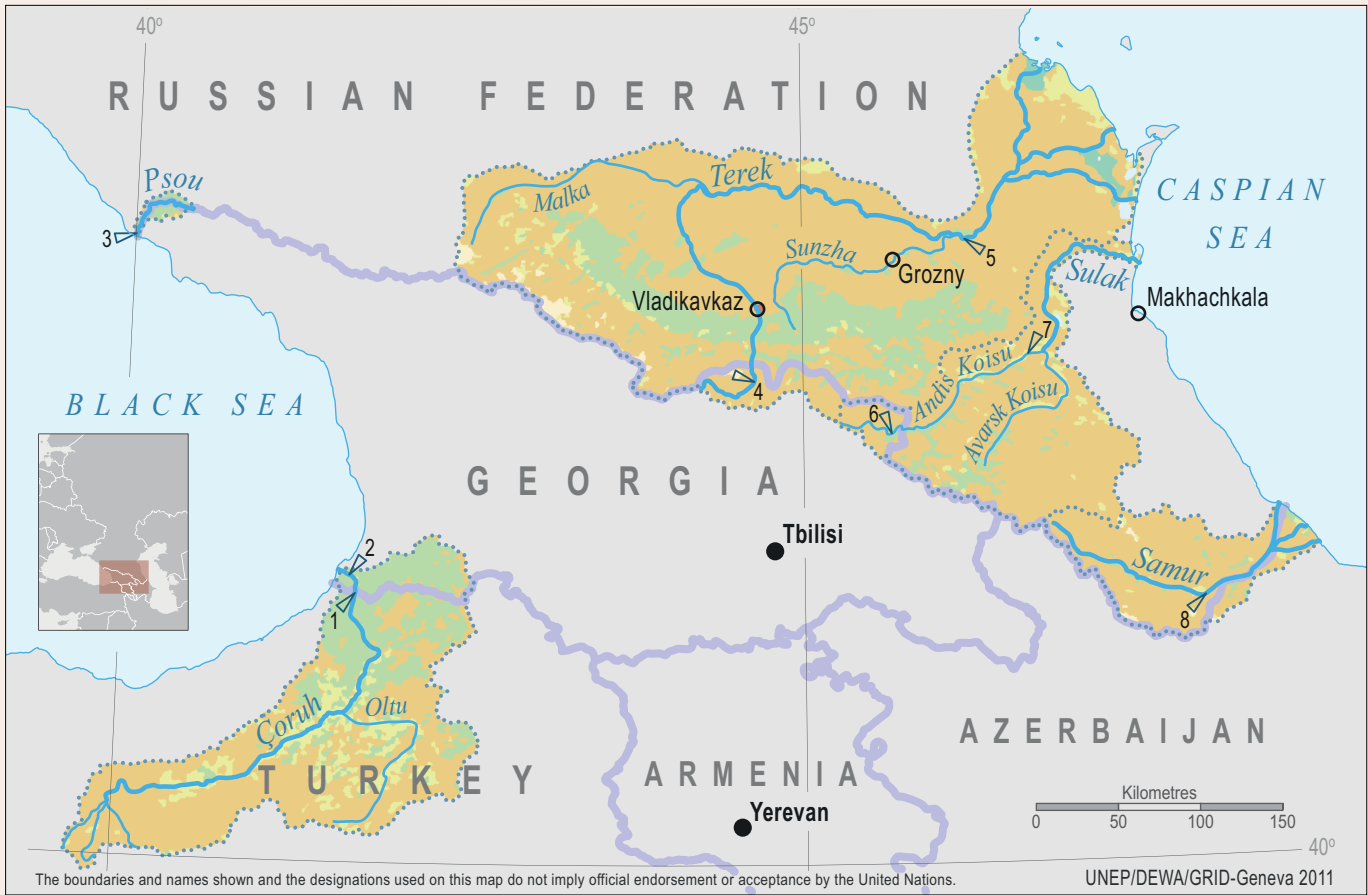 40º
45º
RUSSIAN FEDERATION
Psou
Malka
Terek
CASPIAN
SEA
3
Sunzha
5
Grozny
Sulak
Vladikavkaz
Makhachkala
7
4
Andis Koisu
Avarsk Koisu
6
BLACK SEA
GEORGIA
Tbilisi
2
1
Samur
8
Çoruh
Oltu
TURKEY
ARMENIA
AZERBAIJAN
Yerevan
Kilometres
0 50 100 150
40º
The boundaries and names shown and the designations used on this map do not imply official endorsement or acceptance by the United Nations.
UNEP/DEWA/GRID-Geneva 2011